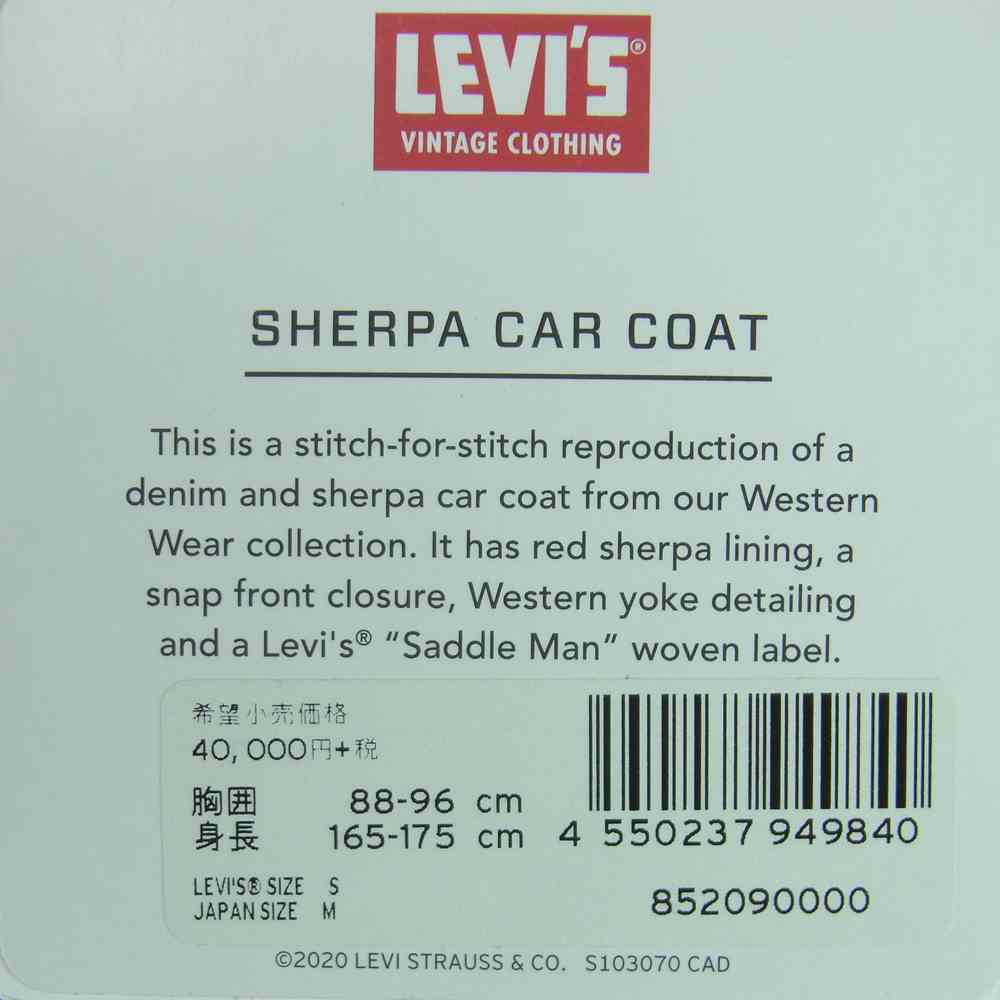 LEVI'S®
VINTAGE CLOTHING
SHERPA CAR COAT
This is a stitch-for-stitch reproduction of a
denim and sherpa car coat from our Western
Wear collection. It has red sherpa lining, a
snap front closure, Western yoke detailing
and a Levi's® “Saddle Man” woven label.
希望小売価格
40,000円+税
胸囲 88-96 cm
身長 165-175 cm
4 550237 949840
LEVI'S® SIZE S
JAPAN SIZE M
852090000
©2020 LEVI STRAUSS & CO. S103070 CAD